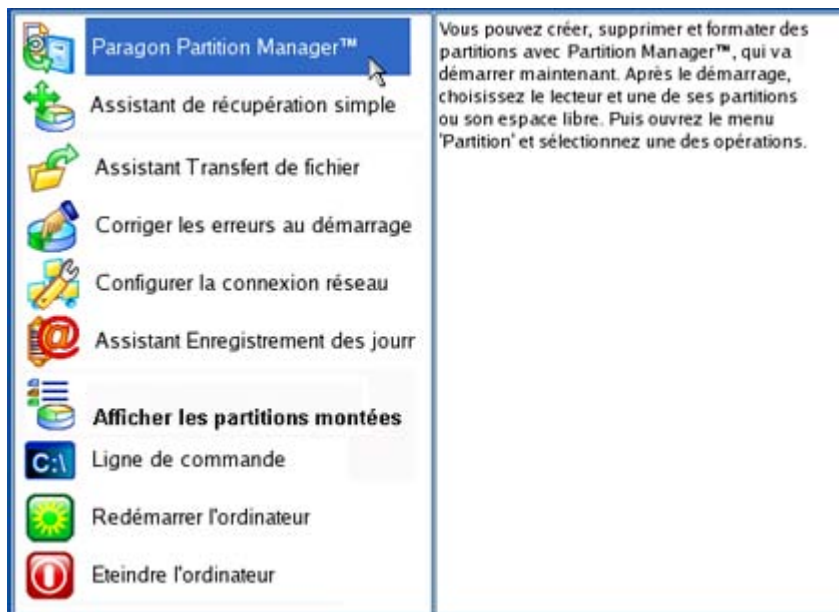 Paragon Partition Manager™
Assistant de récupération simple
Assistant Transfert de fichier
Corriger les erreurs au démarrage
Configurer la connexion réseau
Assistant Enregistrement des jourr
Afficher les partitions montées
C:\ Ligne de commande
Redémarrer l'ordinateur
Eteindre l'ordinateur
Vous pouvez créer, supprimer et formater des
partitions avec Partition Manager™, qui va
démarrer maintenant. Après le démarrage,
choisissez le lecteur et une de ses partitions
ou son espace libre. Puis ouvrez le menu
'Partition' et sélectionnez une des opérations.